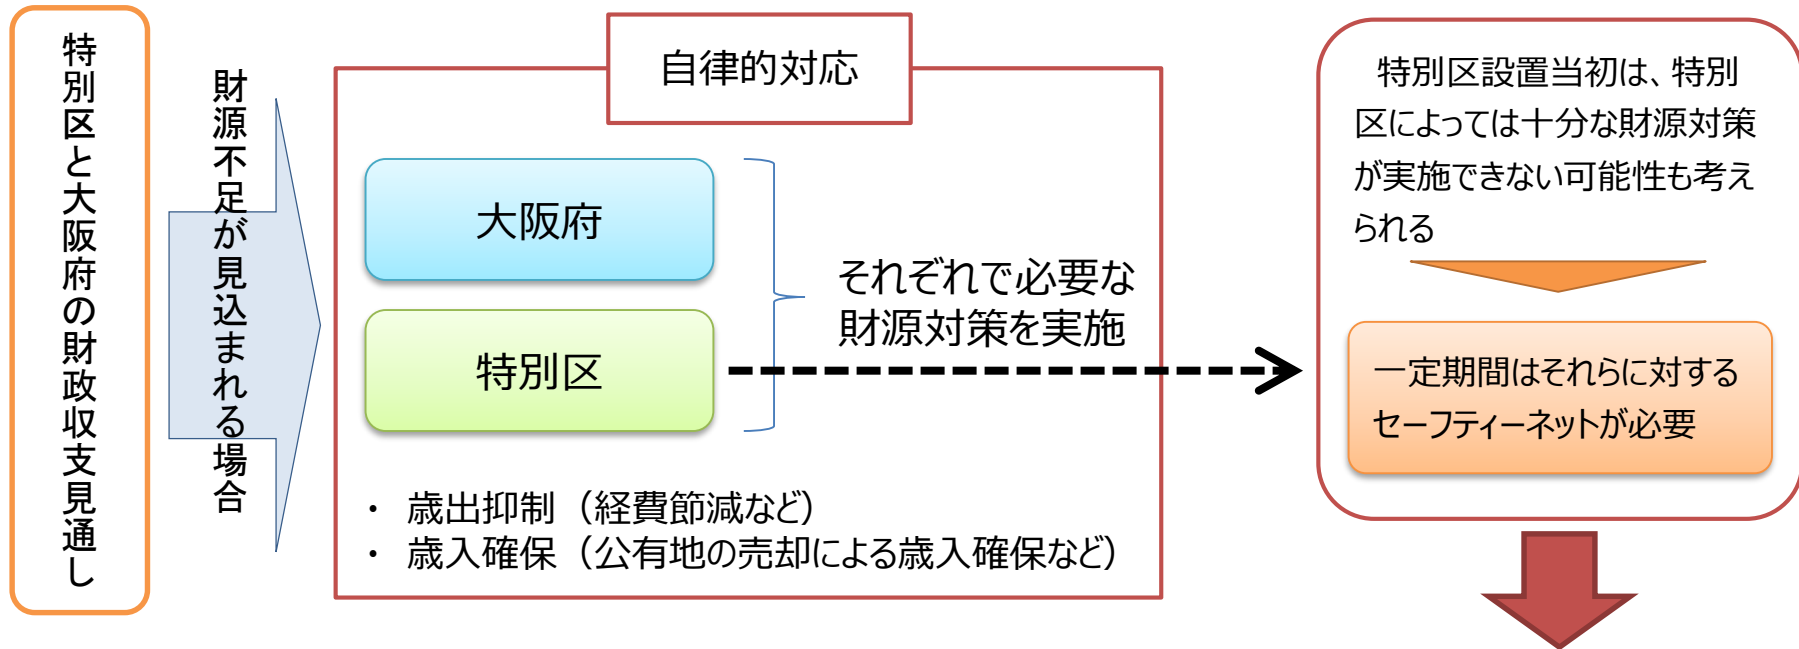 特別区と大阪府の財政収支見通し
財源不足が見込まれる場合
自律的対応
大阪府
特別区
それぞれで必要な
財源対策を実施
・ 歳出抑制（経費節減など）
・ 歳入確保（公有地の売却による歳入確保など）
特別区設置当初は、特別
区によっては十分な財源対策
が実施できない可能性も考え
られる
一定期間はそれらに対する
セーフティーネットが必要